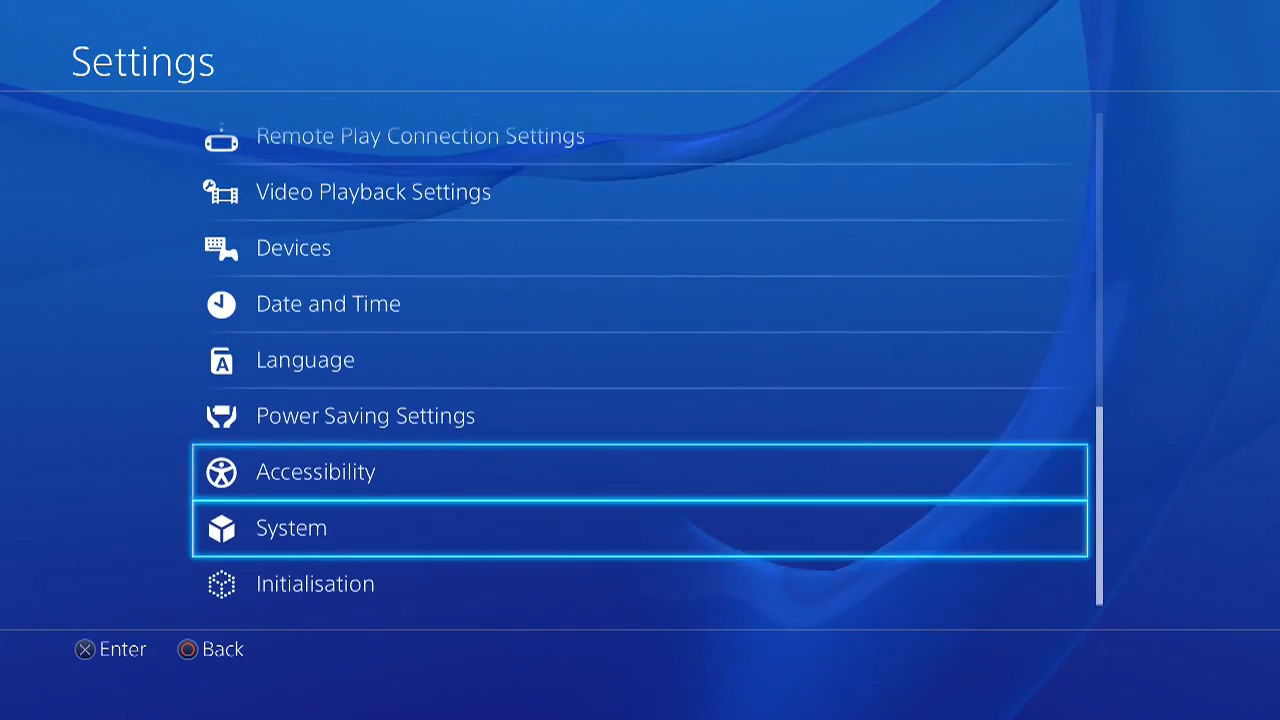 Settings
Remote Play Connection Settings
Video Playback Settings
Devices
Date and Time
Language
Power Saving Settings
Accessibility
System
Initialisation
Enter Back